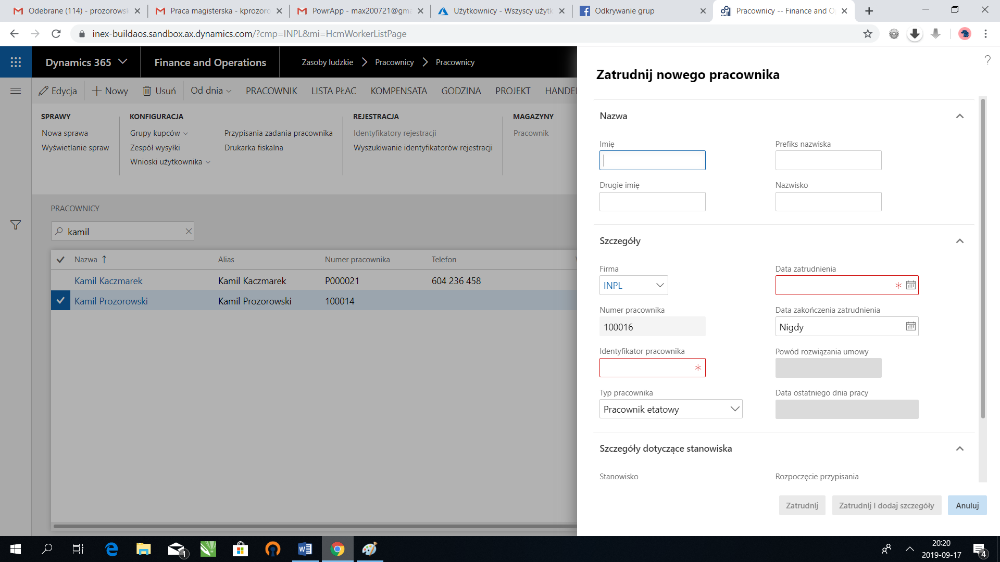 Odebrane (114) - prozorows
Praca magisterska - kprozoro
PowrApp - max200721@gma
Użytkownicy - Wszyscy użytk
Odkrywanie grup
Pracownicy -- Finance and O
inex-buildaos.sandbox.ax.dynamics.com/?cmp=INPL&mi=HcmWorkerListPage
Dynamics 365
Finance and Operations
Zasoby ludzkie > Pracownicy > Pracownicy
Edycja
Nowy
Usuń
Od dnia
PRACOWNIK
LISTA PŁAC
KOMPENSATA
GODZINA
PROJEKT
HANDEL
SPRAWY
KONFIGURACJA
REJESTRACJA
MAGAZYNY
Nowa sprawa
Grupy kupców
Przypisania zadania pracownika
Identyfikatory rejestracji
Pracownik
Wyświetlanie spraw
Zespół wysyłki
Drukarka fiskalna
Wyszukiwanie identyfikatorów rejestracji
Wnioski użytkownika
PRACOWNICY
kamil
Nazwa ↑
Alias
Numer pracownika
Telefon
Kamil Kaczmarek
Kamil Kaczmarek
P000021
604 236 458
Kamil Prozorowski
Kamil Prozorowski
100014
?
Zatrudnij nowego pracownika
Nazwa
Imię
Prefiks nazwiska
Drugie imię
Nazwisko
Szczegóły
Firma
Data zatrudnienia
INPL
Numer pracownika
Data zakończenia zatrudnienia
100016
Nigdy
Identyfikator pracownika
Powód rozwiązania umowy
Typ pracownika
Data ostatniego dnia pracy
Pracownik etatowy
Szczegóły dotyczące stanowiska
Stanowisko
Rozpoczęcie przypisania
Zatrudnij
Zatrudnij i dodaj szczegóły
Anuluj
1
20:20
2019-09-17
4